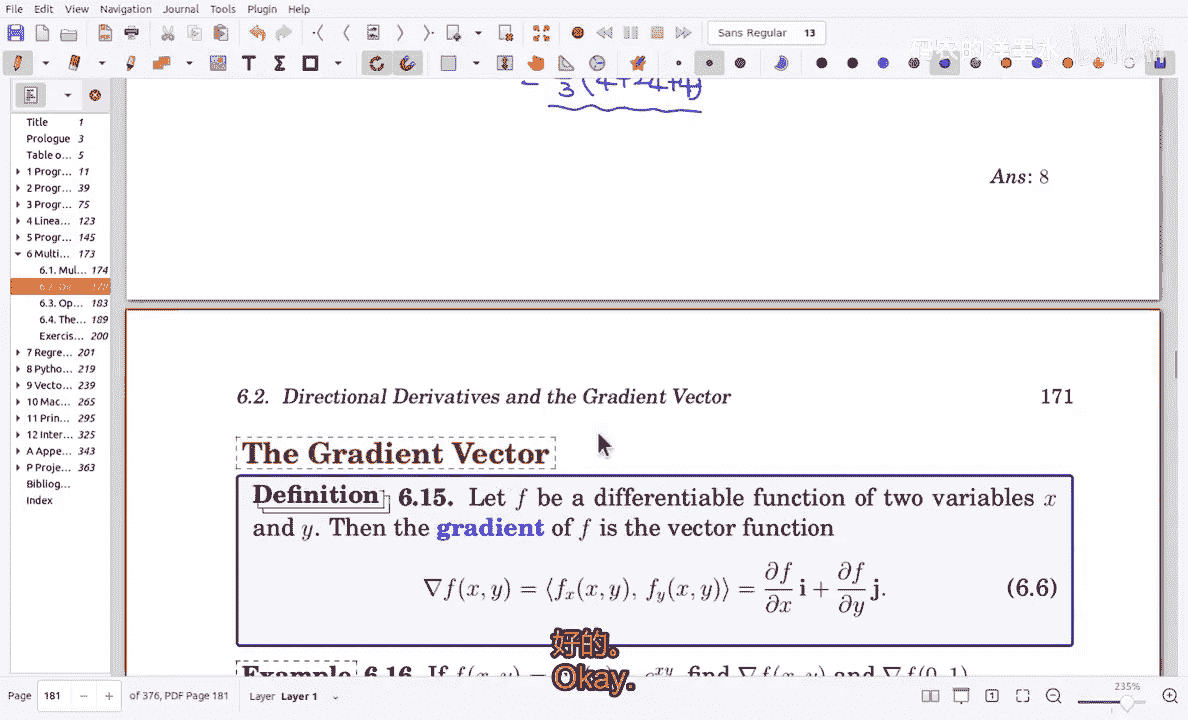 File Edit View Navigation Journal Tools Plugin Help
Sans Regular 13
Title 1
Prologue 3
Table o... 5
1 Progr... 11
2 Progr... 39
3 Progr... 75
4 Linea... 123
5 Progr... 145
6 Multi... 173
6.1. Mul... 174
6.3. Op... 183
6.4. The... 189
Exercis... 200
7 Regre... 201
8 Pytho... 219
9 Vecto... 239
10 Mac... 265
11 Prin... 295
12 Inter... 325
A Appe... 343
P Proje... 363
Bibliog...
Index
Ans: 8
6.2. Directional Derivatives and the Gradient Vector 171
The Gradient Vector
Definition 6.15. Let f be a differentiable function of two variables x
and y. Then the gradient of f is the vector function
∇f(x, y) = ⟨f_x(x, y), f_y(x, y)⟩ = ∂f/∂x i + ∂f/∂y j. (6.6)
好的。
Okay.
Page 181 of 376, PDF Page 181 Layer Layer 1 235%